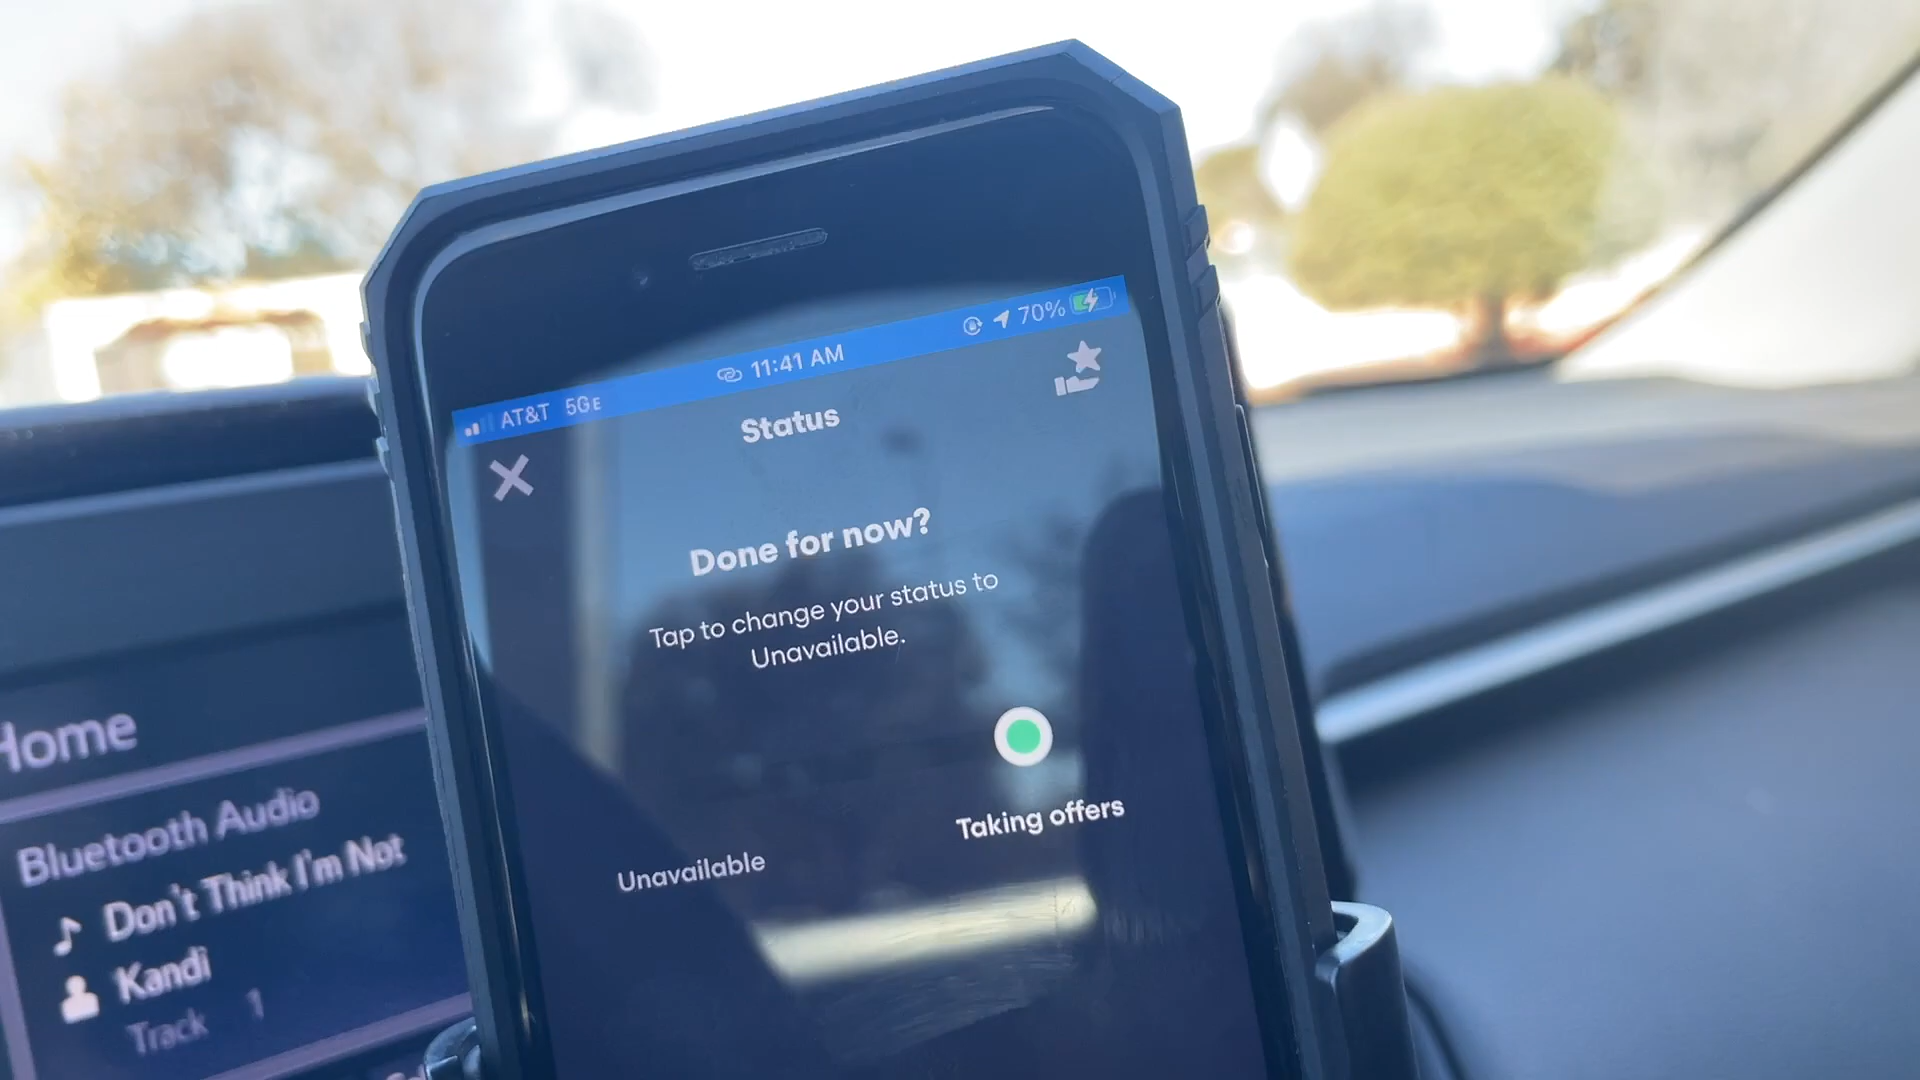 AT&T 5GE 11:41 AM 70%
Status
Done for now?
Tap to change your status to
Unavailable.
Taking offers
Unavailable
Home
Bluetooth Audio
Don't Think I'm Not
Kandi
Track 1